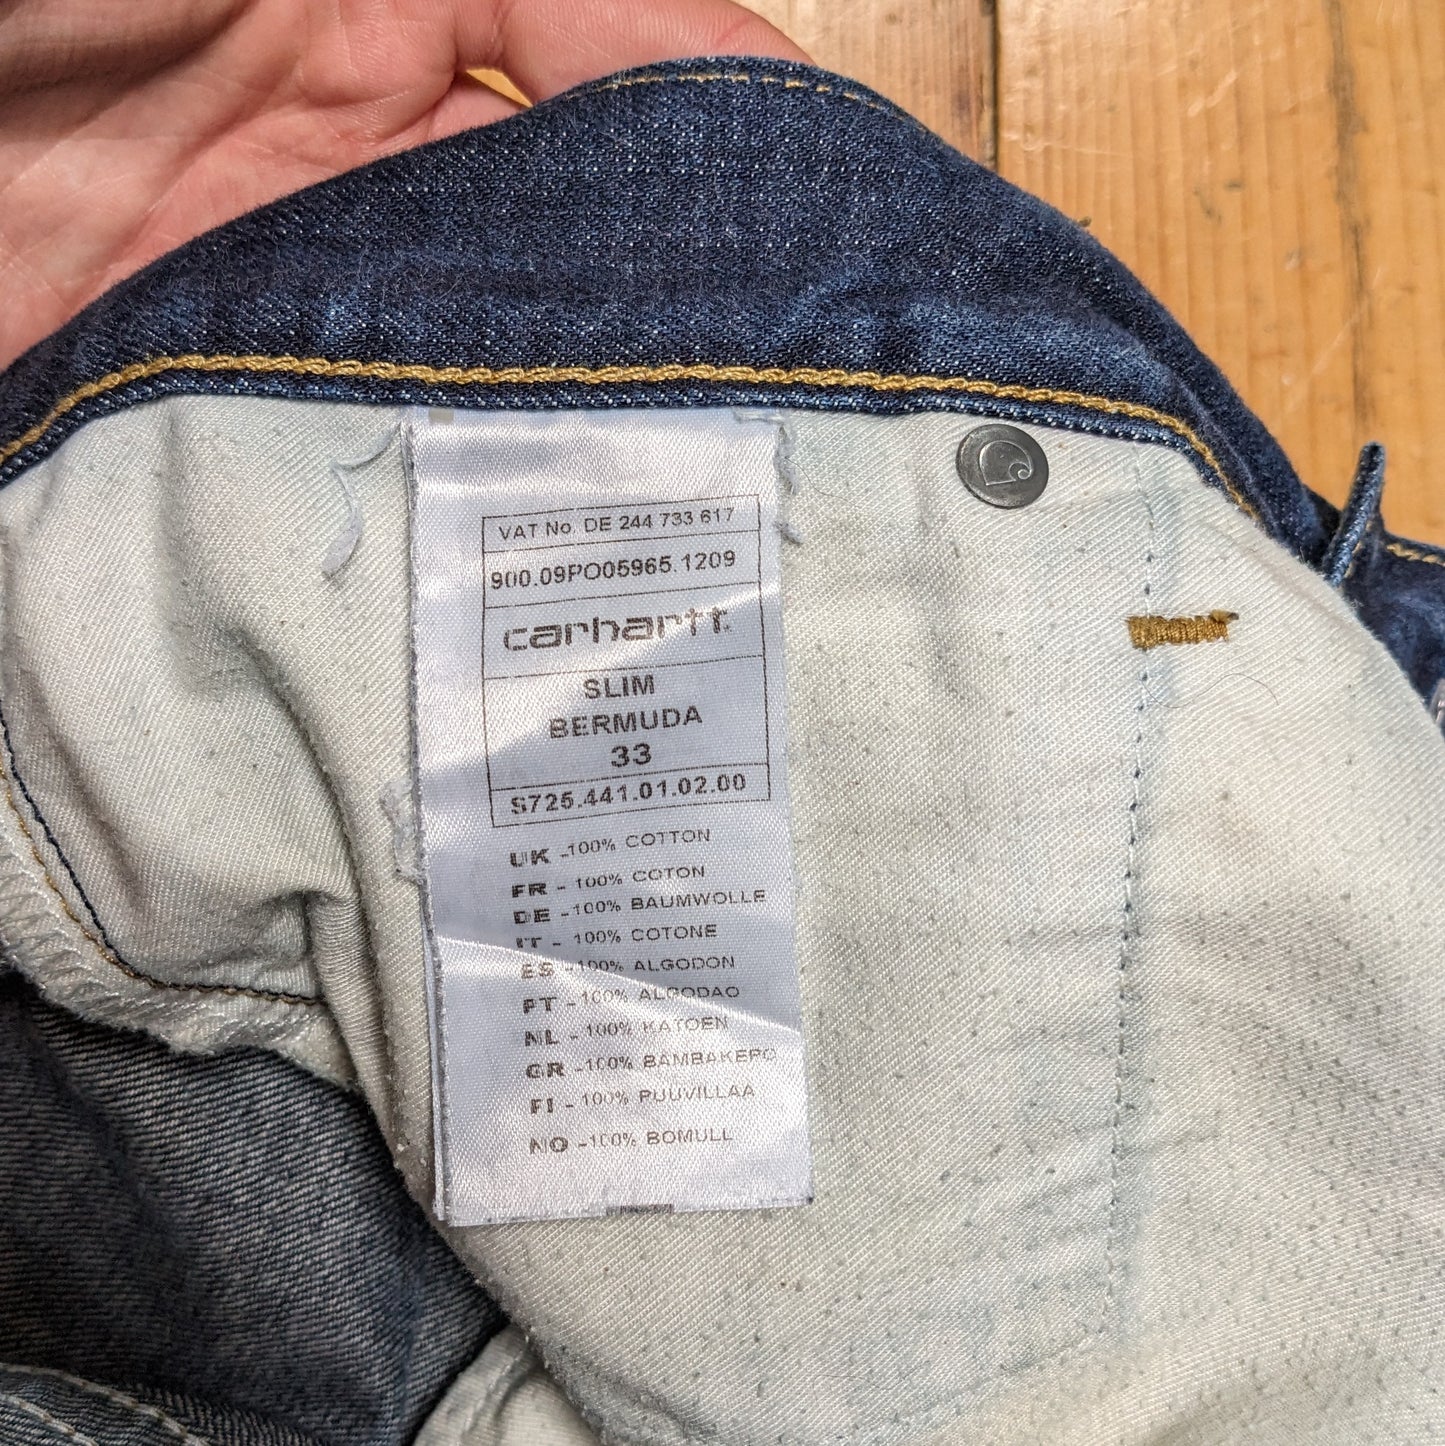 VAT No. DE 244 733 617
900.09PO05965.1209
carhartt.
SLIM
BERMUDA
33
S725.441.01.02.00
UK -100% COTTON
FR - 100% COTON
DE -100% BAUMWOLLE
IT - 100% COTONE
ES -100% ALGODON
PT -100% ALGODAO
NL -100% KATOEN
GR -100% BAMBAKEPO
FI -100% PUUVILLAA
NO -100% BOMULL